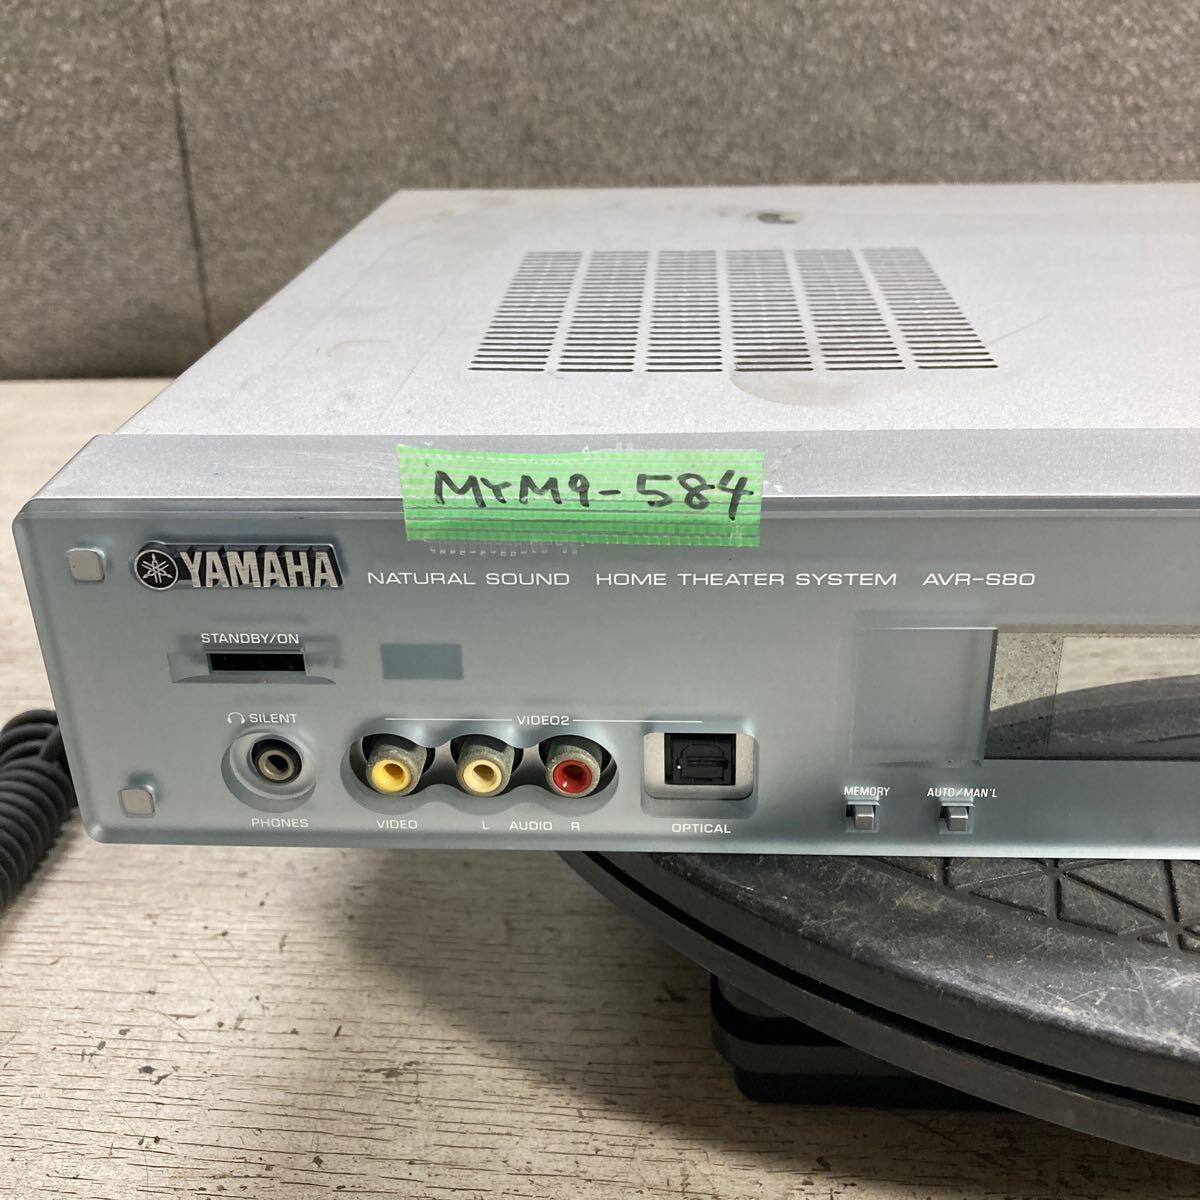 MYM9-584
YAMAHA NATURAL SOUND HOME THEATER SYSTEM AVR-S80
STANDBY/ON
SILENT
VIDEO2
MEMORY AUTO/MAN'L
PHONES VIDEO L AUDIO R OPTICAL